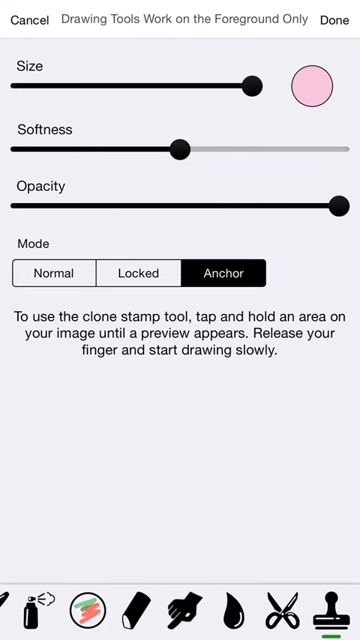 Cancel Drawing Tools Work on the Foreground Only Done
Size
Softness
Opacity
Mode
Normal Locked Anchor
To use the clone stamp tool, tap and hold an area on
your image until a preview appears. Release your
finger and start drawing slowly.